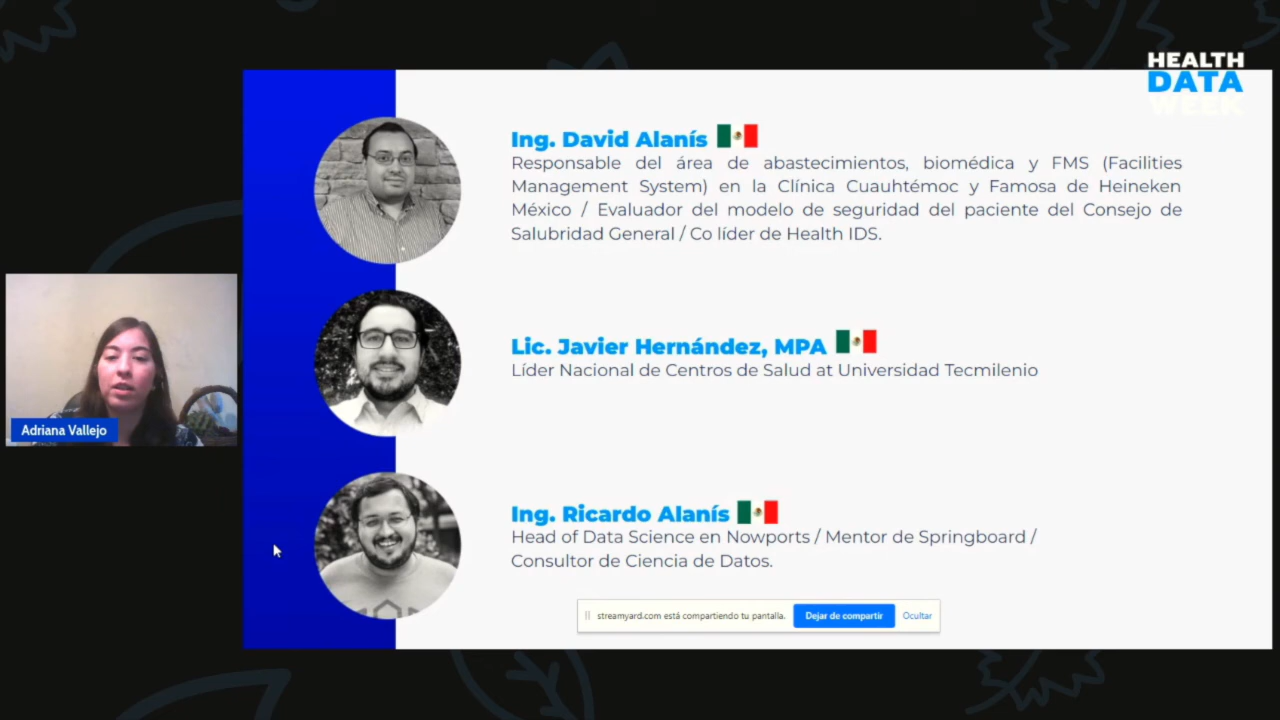 HEALTH
DATA
WEEK
Ing. David Alanís
Responsable del área de abastecimientos, biomédica y FMS (Facilities
Management System) en la Clínica Cuauhtémoc y Famosa de Heineken
México / Evaluador del modelo de seguridad del paciente del Consejo de
Salubridad General / Co líder de Health IDS.
Adriana Vallejo
Lic. Javier Hernández, MPA
Líder Nacional de Centros de Salud at Universidad Tecmilenio
Ing. Ricardo Alanís
Head of Data Science en Nowports / Mentor de Springboard /
Consultor de Ciencia de Datos.
streamyard.com está compartiendo tu pantalla. Dejar de compartir Ocultar